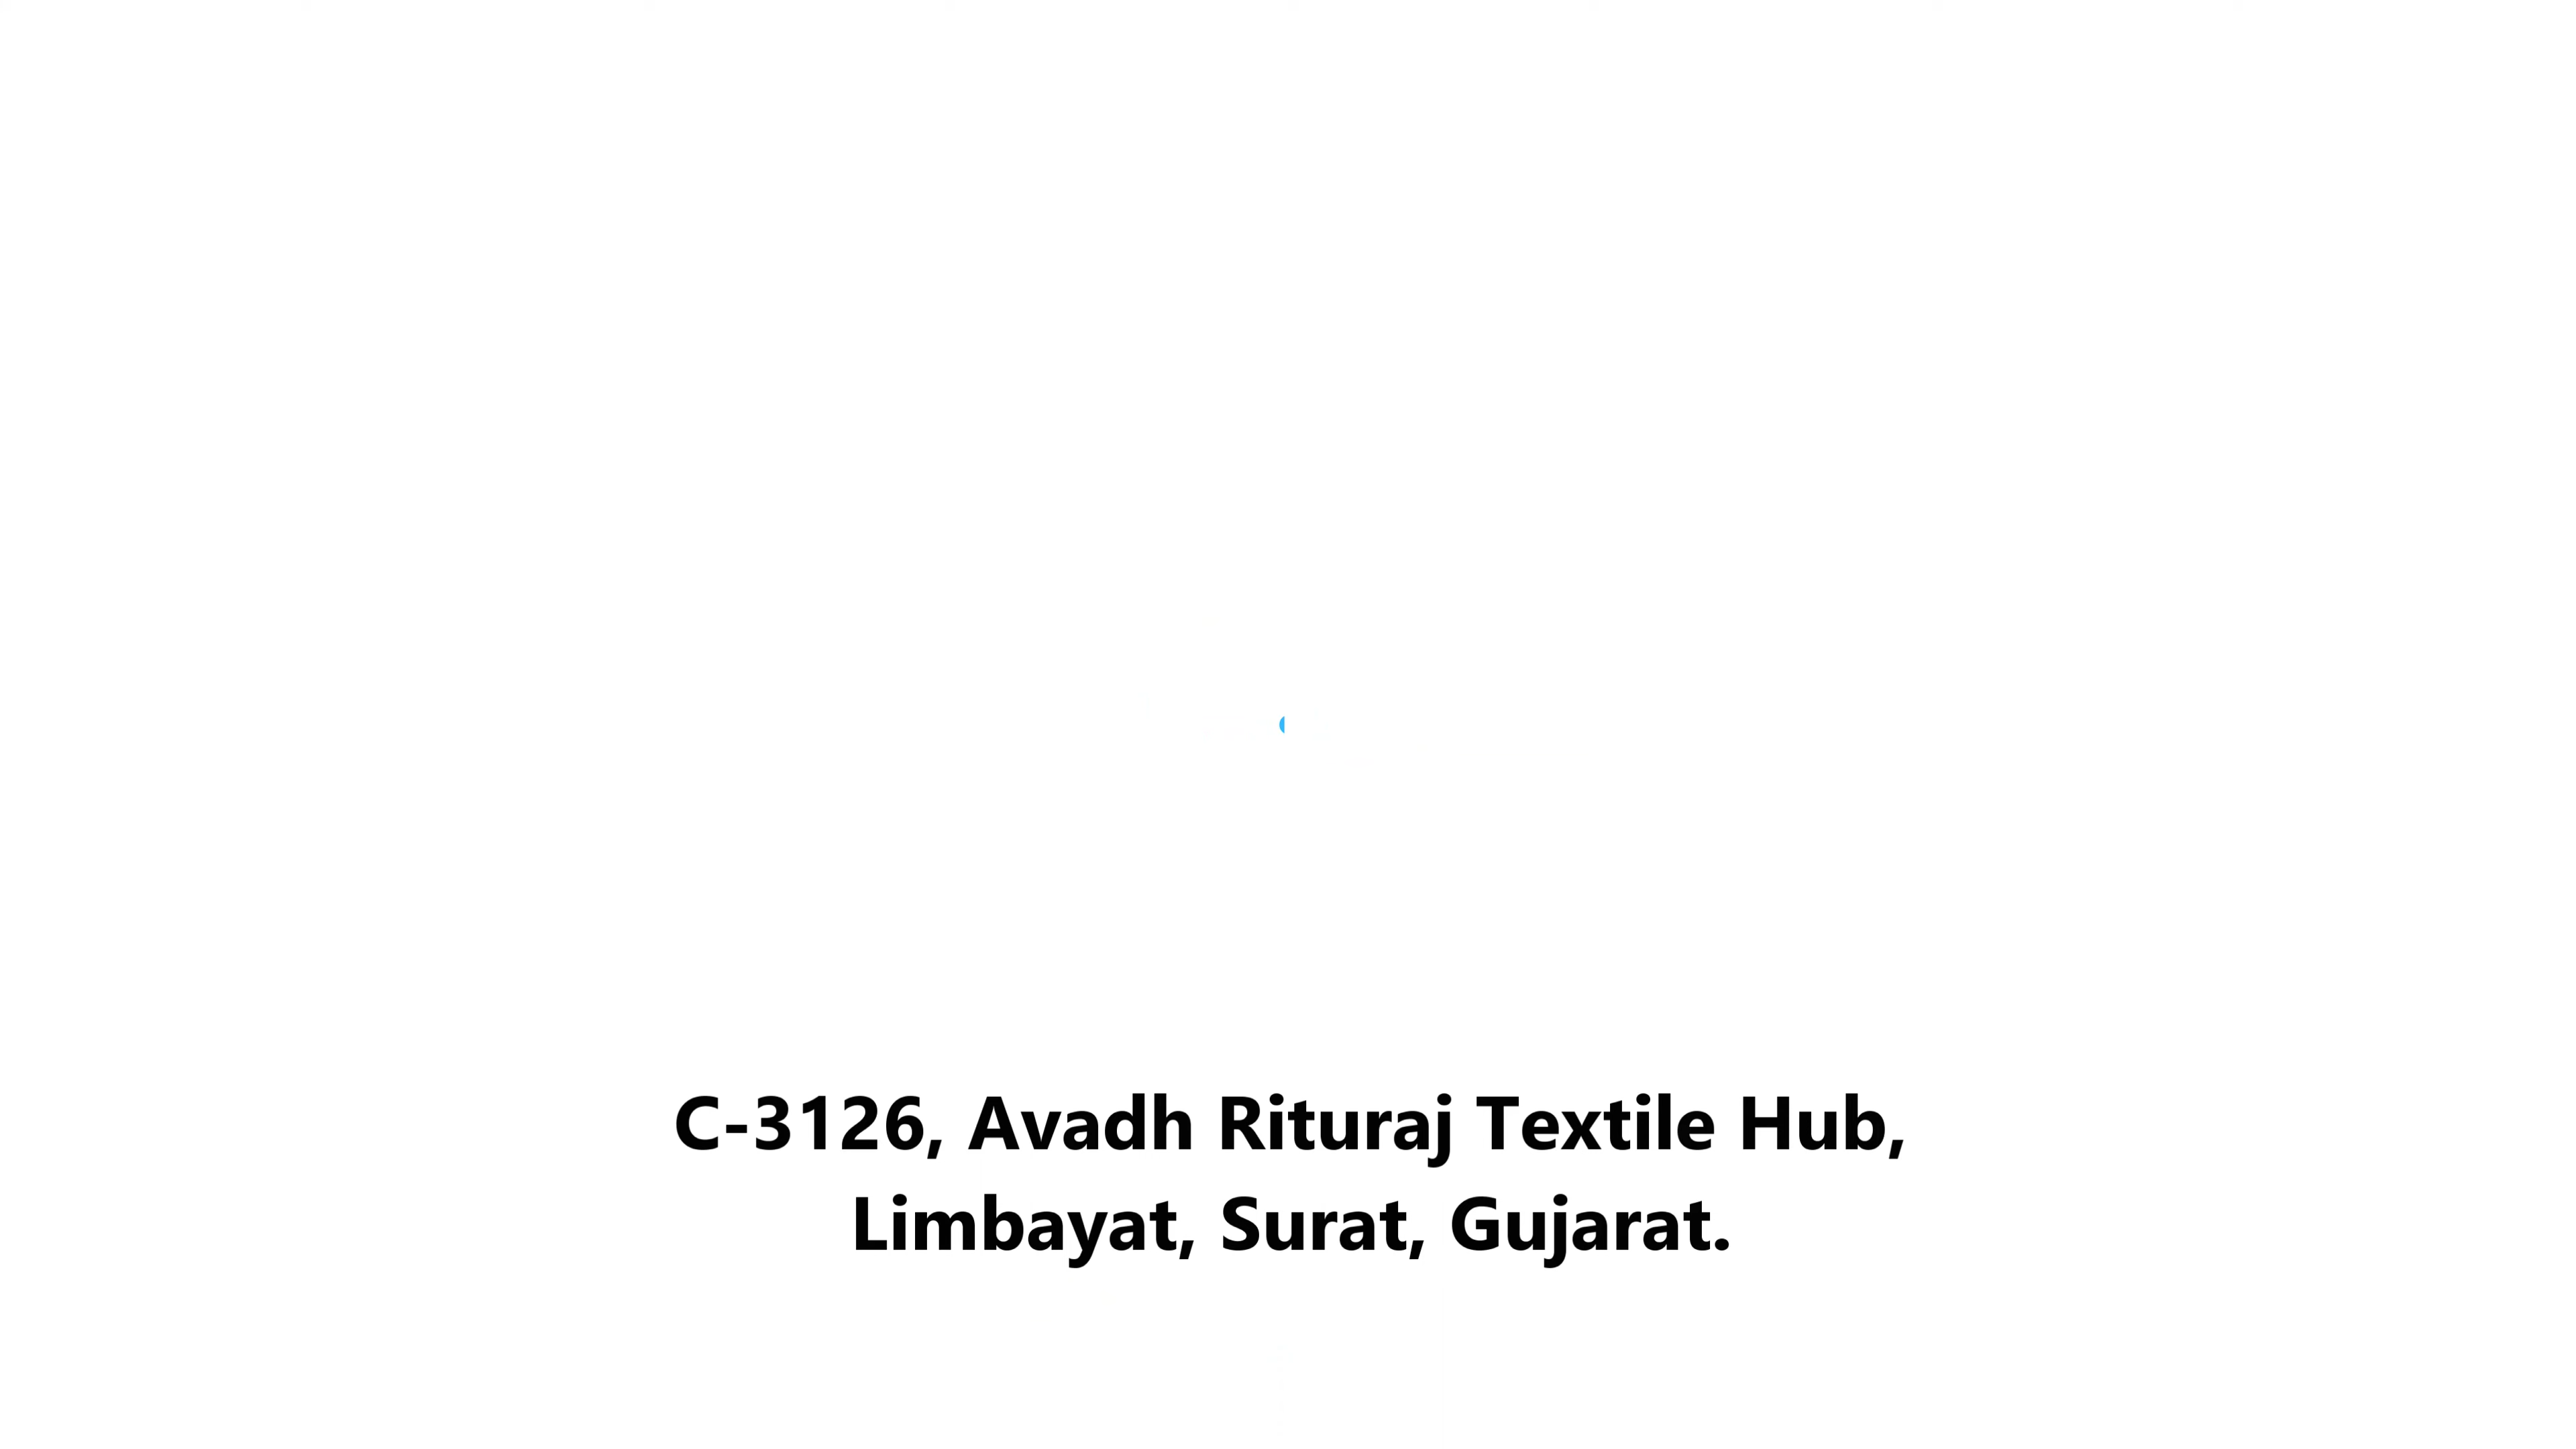 C-3126, Avadh Rituraj Textile Hub,
Limbayat, Surat, Gujarat.